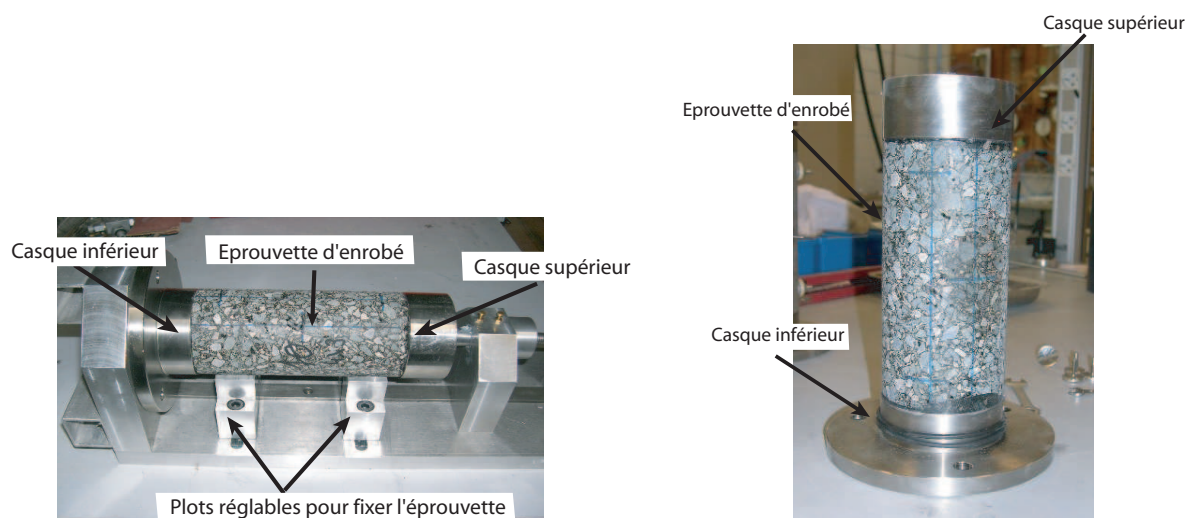 Casque supérieur
Eprouvette d'enrobé
Casque inférieur
Eprouvette d'enrobé
Casque supérieur
Casque inférieur
Plots réglables pour fixer l'éprouvette